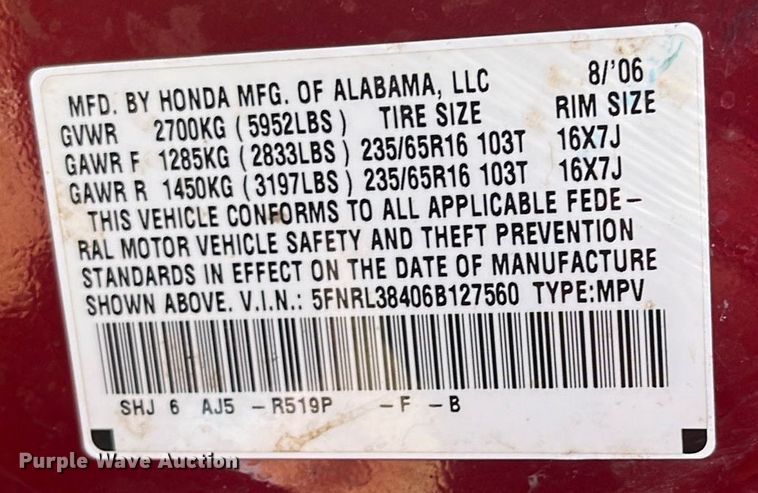 MFD. BY HONDA MFG. OF ALABAMA, LLC 8/'06
GVWR 2700KG (5952LBS) TIRE SIZE RIM SIZE
GAWR F 1285KG (2833LBS) 235/65R16 103T 16X7J
GAWR R 1450KG (3197LBS) 235/65R16 103T 16X7J
THIS VEHICLE CONFORMS TO ALL APPLICABLE FEDE-
RAL MOTOR VEHICLE SAFETY AND THEFT PREVENTION
STANDARDS IN EFFECT ON THE DATE OF MANUFACTURE
SHOWN ABOVE. V.I.N.: 5FNRL38406B127560 TYPE:MPV
SHJ 6 AJ5 -R519P -F -B
Purple Wave Auction